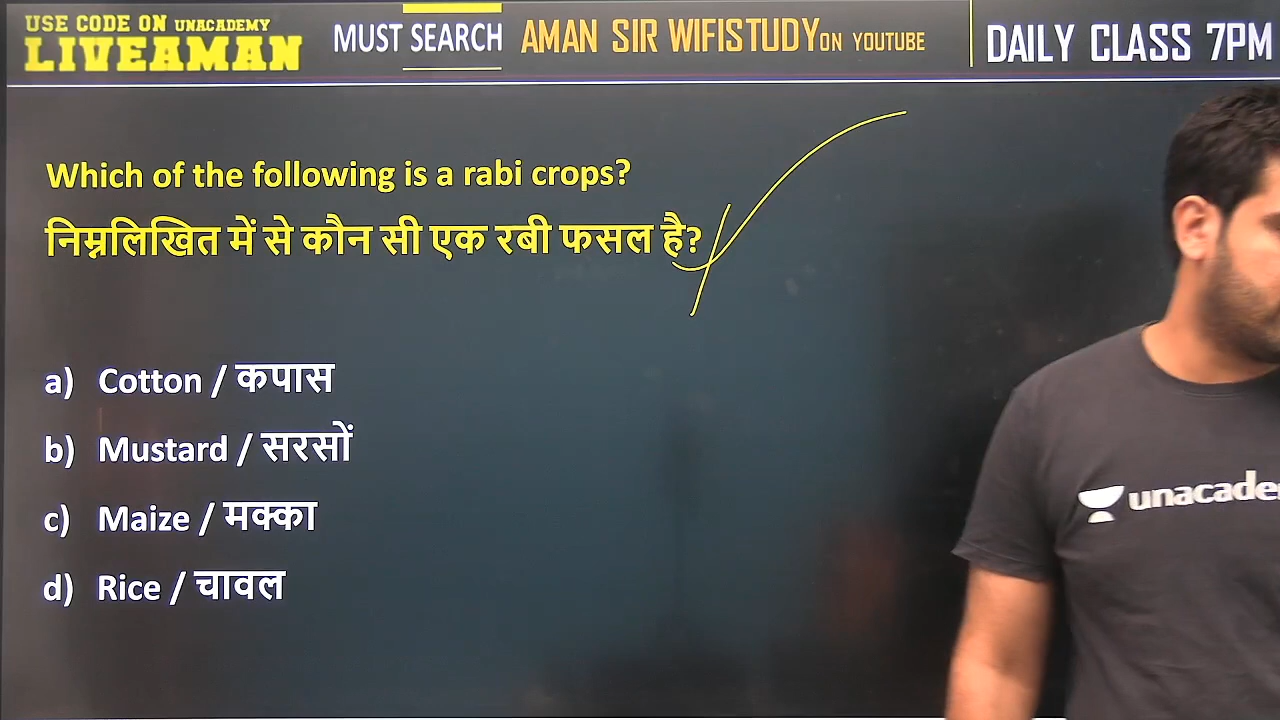 USE CODE ON UNACADEMY
LIVEAMAN
MUST SEARCH AMAN SIR WIFISTUDY ON YOUTUBE
DAILY CLASS 7PM
Which of the following is a rabi crops?
निम्नलिखित में से कौन सी एक रबी फसल है?
a) Cotton / कपास
b) Mustard / सरसों
c) Maize / मक्का
d) Rice / चावल
unacade